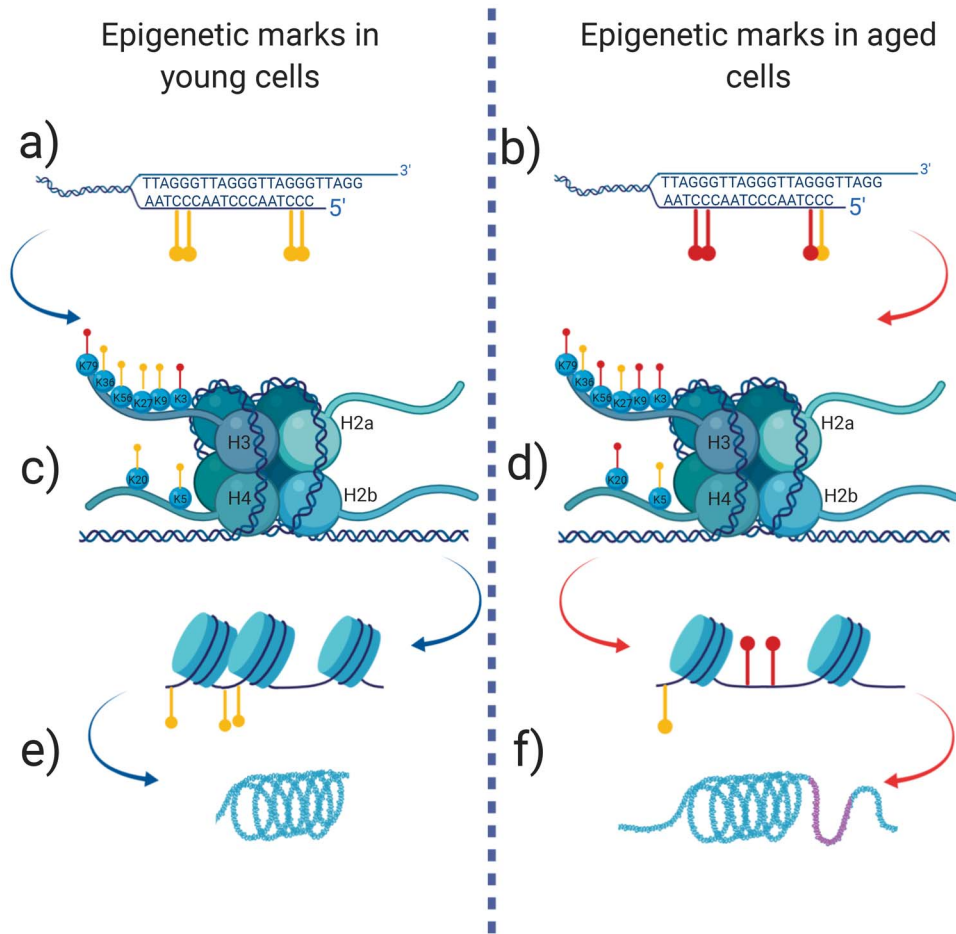 Epigenetic marks in
young cells
Epigenetic marks in aged
cells
a)
3'
TTAGGGTTAGGGTTAGGGTTAGG
AATCCCAATCCCAATCCC 5'
b)
3'
TTAGGGTTAGGGTTAGGGTTAGG
AATCCCAATCCCAATCCC 5'
K79
K36
K56
K27
K9
K3
H3
H2a
c)
K20
K5
H4
H2b
K79
K36
K56
K27
K9
K3
H3
H2a
d)
K20
K5
H4
H2b
e)
f)